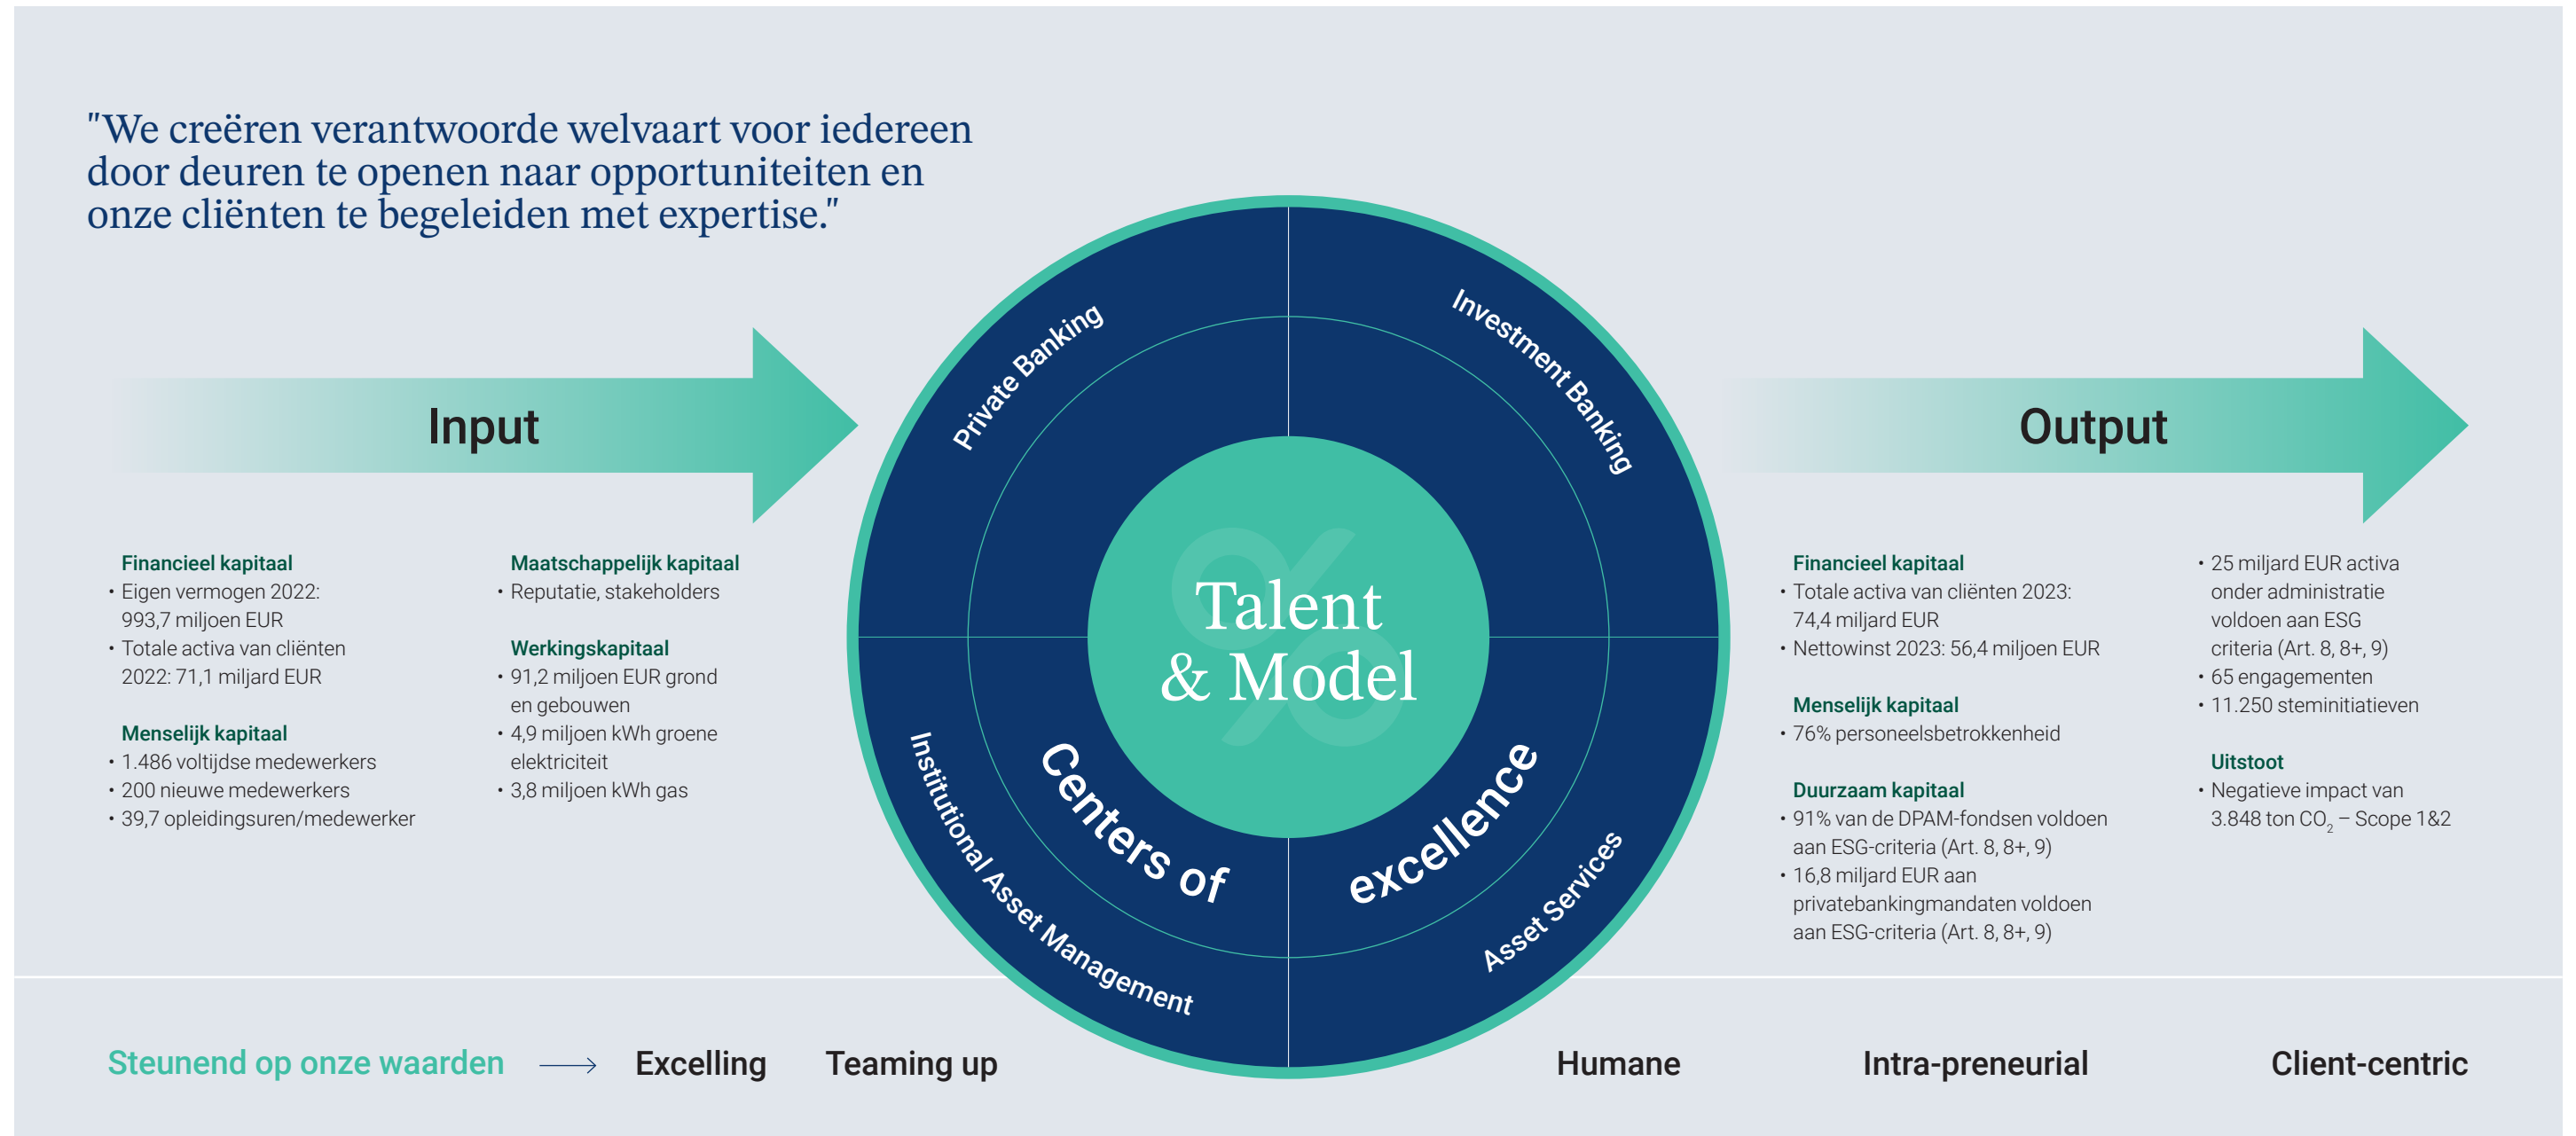 "We creëren verantwoorde welvaart voor iedereen
door deuren te openen naar opportuniteiten en
onze cliënten te begeleiden met expertise."
Input
Financieel kapitaal
• Eigen vermogen 2022:
993,7 miljoen EUR
• Totale activa van cliënten
2022: 71,1 miljard EUR
Menselijk kapitaal
• 1.486 voltijdse medewerkers
• 200 nieuwe medewerkers
• 39,7 opleidingsuren/medewerker
Maatschappelijk kapitaal
• Reputatie, stakeholders
Werkingskapitaal
• 91,2 miljoen EUR grond
en gebouwen
• 4,9 miljoen kWh groene
elektriciteit
• 3,8 miljoen kWh gas
Private Banking
Investment Banking
Talent
& Model
Centers of
excellence
Institutional Asset Management
Asset Services
Output
Financieel kapitaal
• Totale activa van cliënten 2023:
74,4 miljard EUR
• Nettowinst 2023: 56,4 miljoen EUR
Menselijk kapitaal
• 76% personeelsbetrokkenheid
Duurzaam kapitaal
• 91% van de DPAM-fondsen voldoen
aan ESG-criteria (Art. 8, 8+, 9)
• 16,8 miljard EUR aan
privatebankingmandaten voldoen
aan ESG-criteria (Art. 8, 8+, 9)
• 25 miljard EUR activa
onder administratie
voldoen aan ESG
criteria (Art. 8, 8+, 9)
• 65 engagementen
• 11.250 steminitiatieven
Uitstoot
• Negatieve impact van
3.848 ton CO₂ – Scope 1&2
Steunend op onze waarden
Excelling
Teaming up
Humane
Intra-preneurial
Client-centric